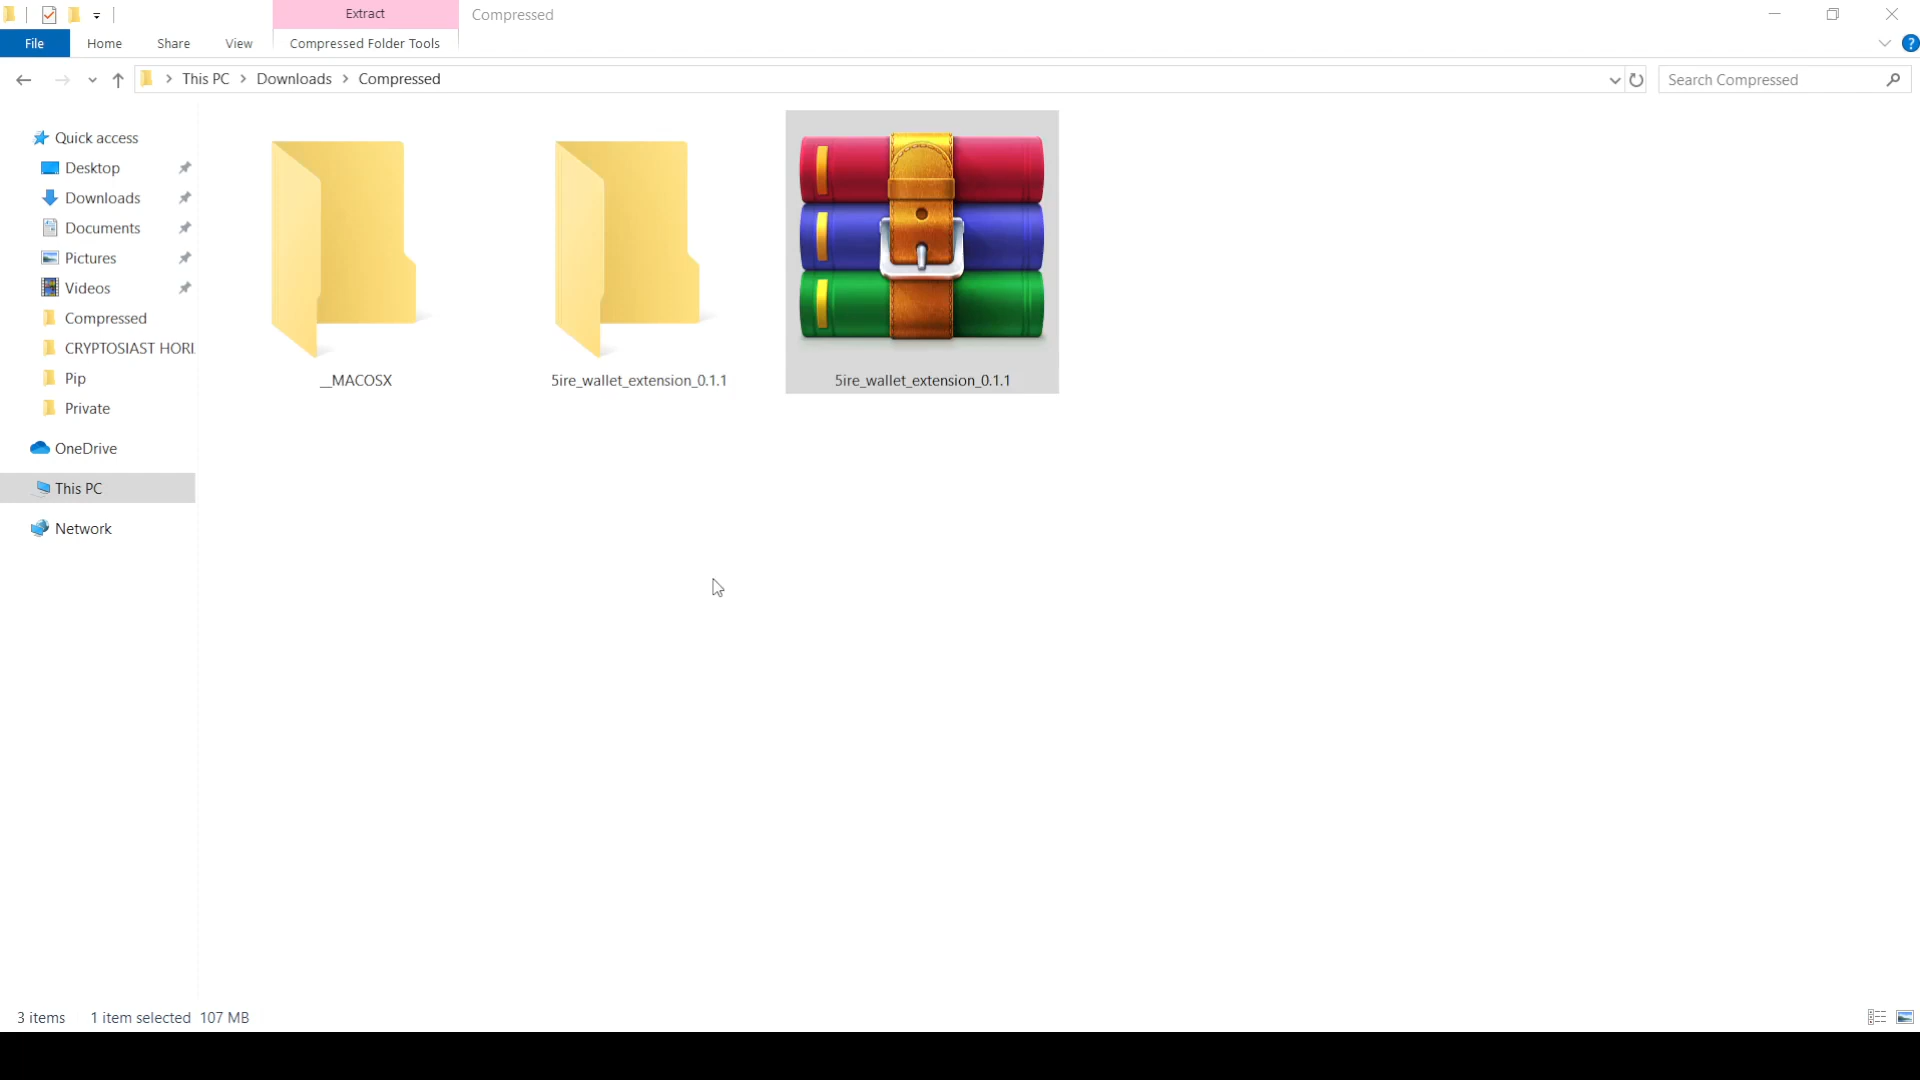 Extract
Compressed
File
Home
Share
View
Compressed Folder Tools
?
This PC
Downloads
Compressed
Search Compressed
Quick access
Desktop
Downloads
Documents
Pictures
Videos
Compressed
CRYPTOSIAST HORI
Pip
Private
OneDrive
This PC
Network
__MACOSX
5ire_wallet_extension_0.1.1
5ire_wallet_extension_0.1.1
3 items
1 item selected 107 MB